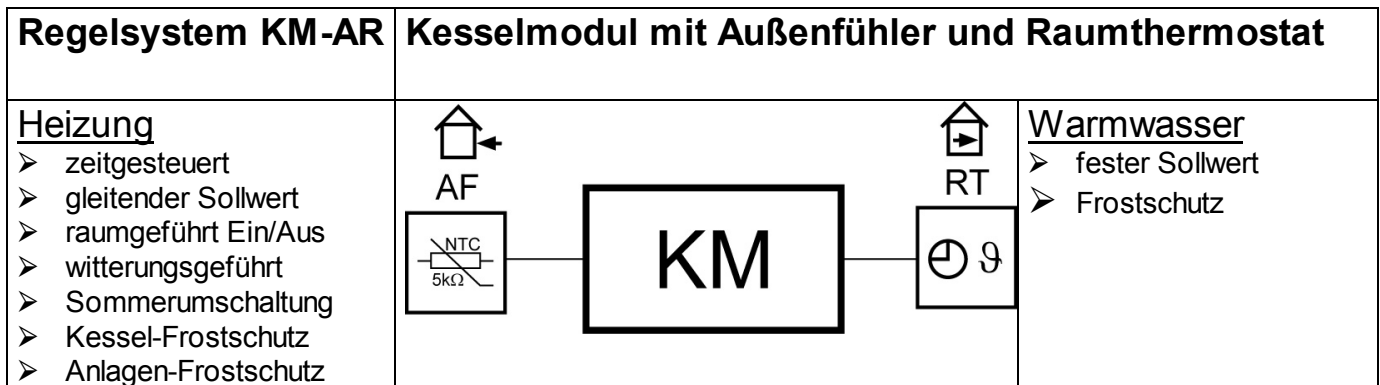 Regelsystem KM-AR
Kesselmodul mit Außenfühler und Raumthermostat
Heizung
➢ zeitgesteuert
➢ gleitender Sollwert
➢ raumgeführt Ein/Aus
➢ witterungsgeführt
➢ Sommerumschaltung
➢ Kessel-Frostschutz
➢ Anlagen-Frostschutz
AF
NTC
5kΩ
KM
RT
ϑ
Warmwasser
➢ fester Sollwert
➢ Frostschutz